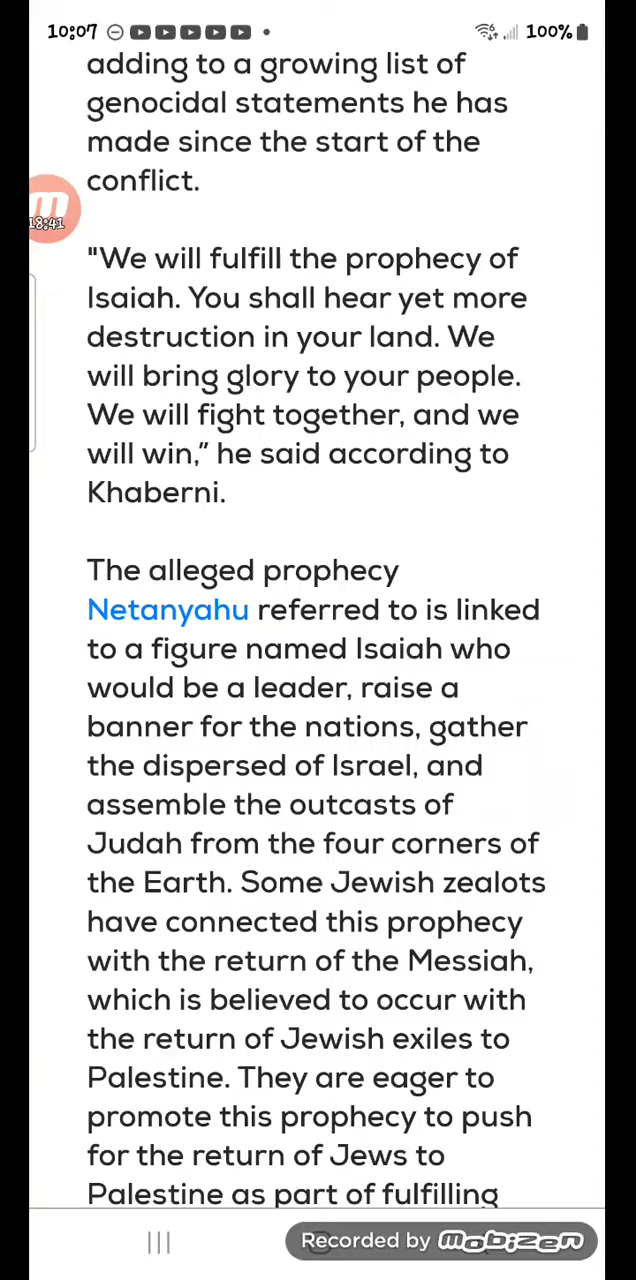 10:07
100%
adding to a growing list of
genocidal statements he has
made since the start of the
conflict.
18:41
"We will fulfill the prophecy of
Isaiah. You shall hear yet more
destruction in your land. We
will bring glory to your people.
We will fight together, and we
will win,” he said according to
Khaberni.
The alleged prophecy
Netanyahu referred to is linked
to a figure named Isaiah who
would be a leader, raise a
banner for the nations, gather
the dispersed of Israel, and
assemble the outcasts of
Judah from the four corners of
the Earth. Some Jewish zealots
have connected this prophecy
with the return of the Messiah,
which is believed to occur with
the return of Jewish exiles to
Palestine. They are eager to
promote this prophecy to push
for the return of Jews to
Palestine as part of fulfilling
Recorded by mobizen